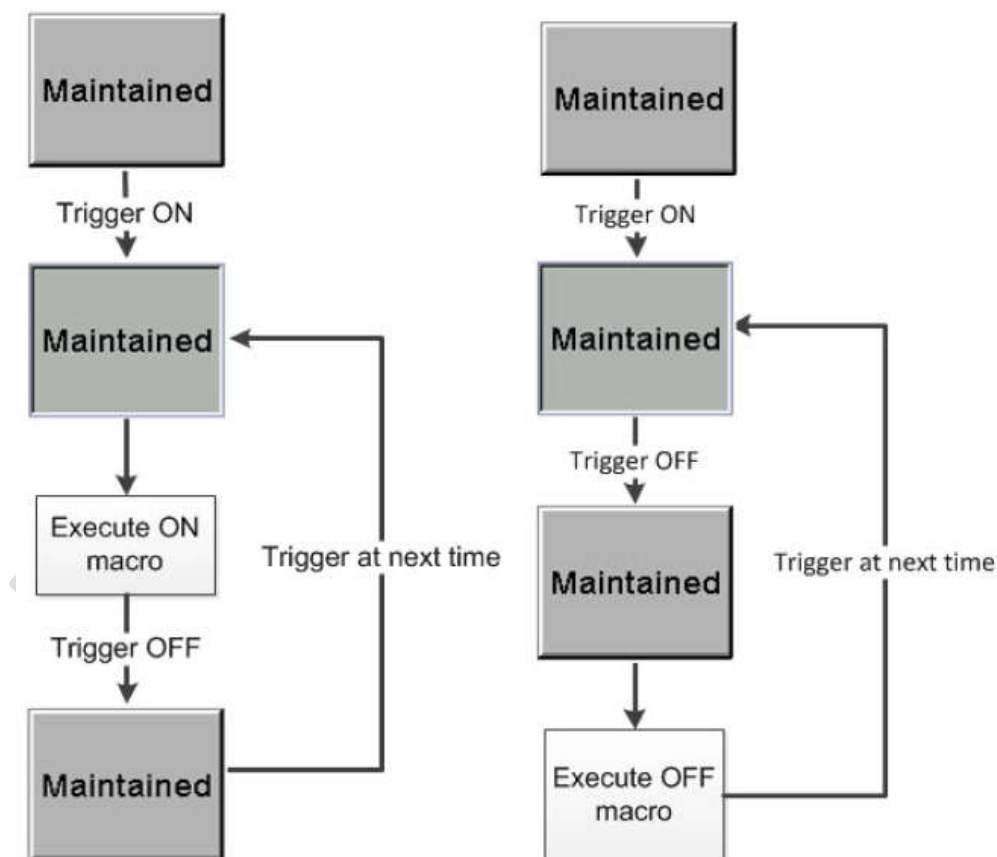 Maintained
Trigger ON
Maintained
Execute ON
macro
Trigger at next time
Trigger OFF
Maintained
Maintained
Trigger ON
Maintained
Trigger OFF
Maintained
Trigger at next time
Execute OFF
macro